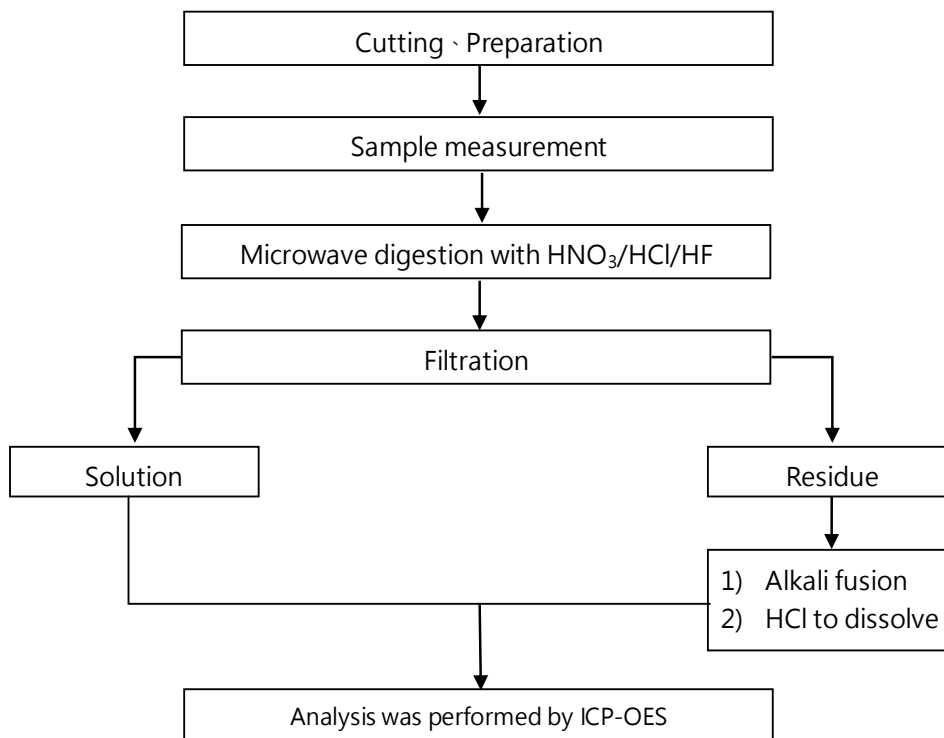 Cutting、Preparation
Sample measurement
Microwave digestion with HNO₃/HCl/HF
Filtration
Solution
Residue
1) Alkali fusion
2) HCl to dissolve
Analysis was performed by ICP-OES